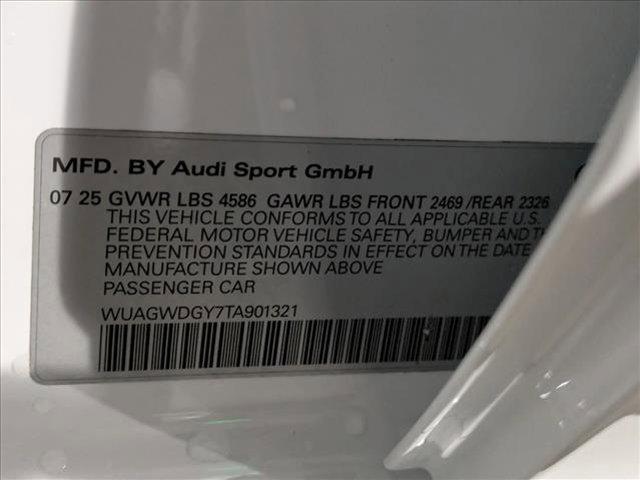 MFD. BY Audi Sport GmbH
07 25 GVWR LBS 4586 GAWR LBS FRONT 2469 /REAR 2326
THIS VEHICLE CONFORMS TO ALL APPLICABLE U.S.
FEDERAL MOTOR VEHICLE SAFETY, BUMPER AND
PREVENTION STANDARDS IN EFFECT ON THE DATE
MANUFACTURE SHOWN ABOVE
PASSENGER CAR
WUAGWDGY7TA901321